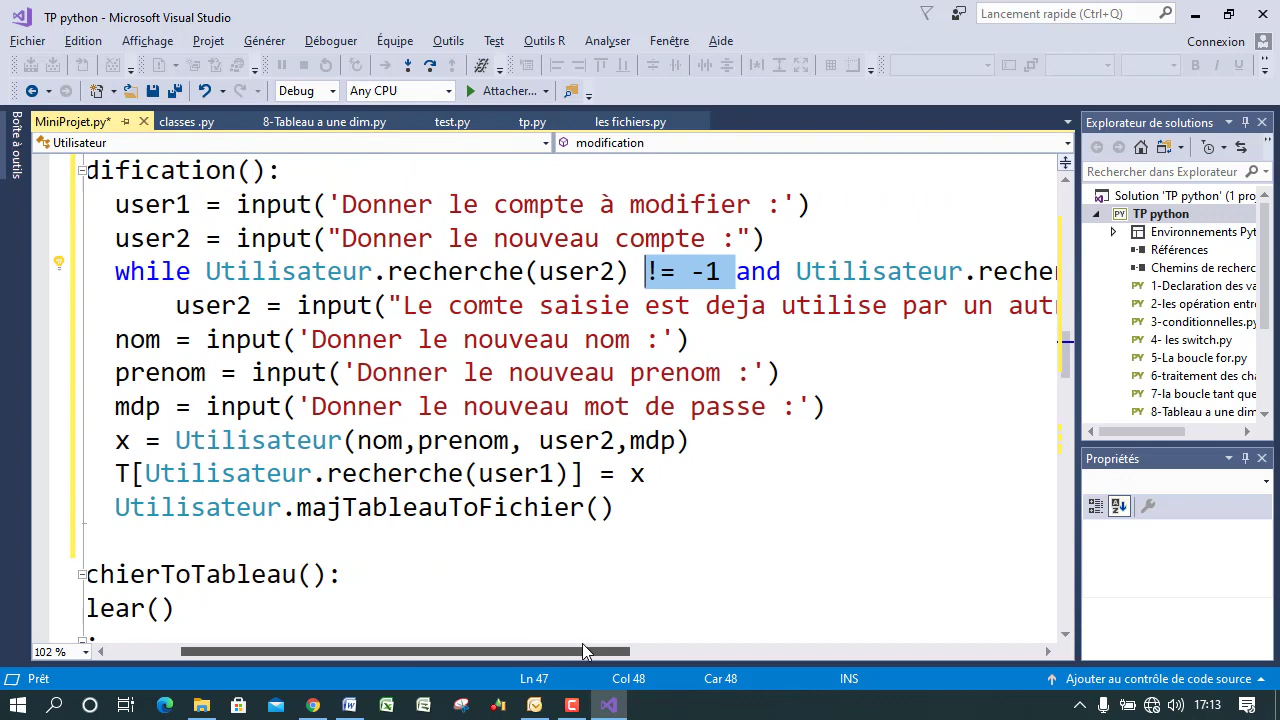 TP python - Microsoft Visual Studio
Lancement rapide (Ctrl+Q)
Fichier Edition Affichage Projet Générer Déboguer Équipe Outils Test Outils R Analyser Fenêtre Aide
Connexion
Debug Any CPU Attacher...
MiniProjet.py* classes .py 8-Tableau a une dim.py test.py tp.py les fichiers.py
Utilisateur modification
Boîte à outils
dification():
user1 = input('Donner le compte à modifier :')
user2 = input("Donner le nouveau compte :")
while Utilisateur.recherche(user2) != -1 and Utilisateur.recher
user2 = input("Le comte saisie est deja utilise par un autr
nom = input('Donner le nouveau nom :')
prenom = input('Donner le nouveau prenom :')
mdp = input('Donner le nouveau mot de passe :')
x = Utilisateur(nom,prenom, user2,mdp)
T[Utilisateur.recherche(user1)] = x
Utilisateur.majTableauToFichier()
chierToTableau():
lear()
:
102 %
Explorateur de solutions
Rechercher dans Explorateur
Solution 'TP python' (1 proj
TP python
Environnements Pyt
Références
Chemins de recherc
1-Declaration des va
2-les opération entre
3-conditionnelles.py
4- les switch.py
5-La boucle for.py
6-traitement des cha
7-la boucle tant que
8-Tableau a une dim
Propriétés
Prêt Ln 47 Col 48 Car 48 INS Ajouter au contrôle de code source
17:13